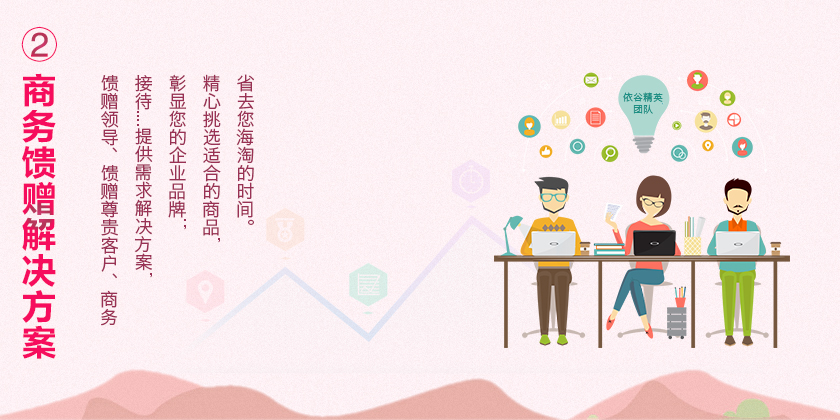 ②
商务馈赠解决方案
馈赠领导、馈赠尊贵客户、商务
接待……提供需求解决方案，
彰显您的企业品牌；
精心挑选适合的商品，
省去您海淘的时间。
依谷精英
团队